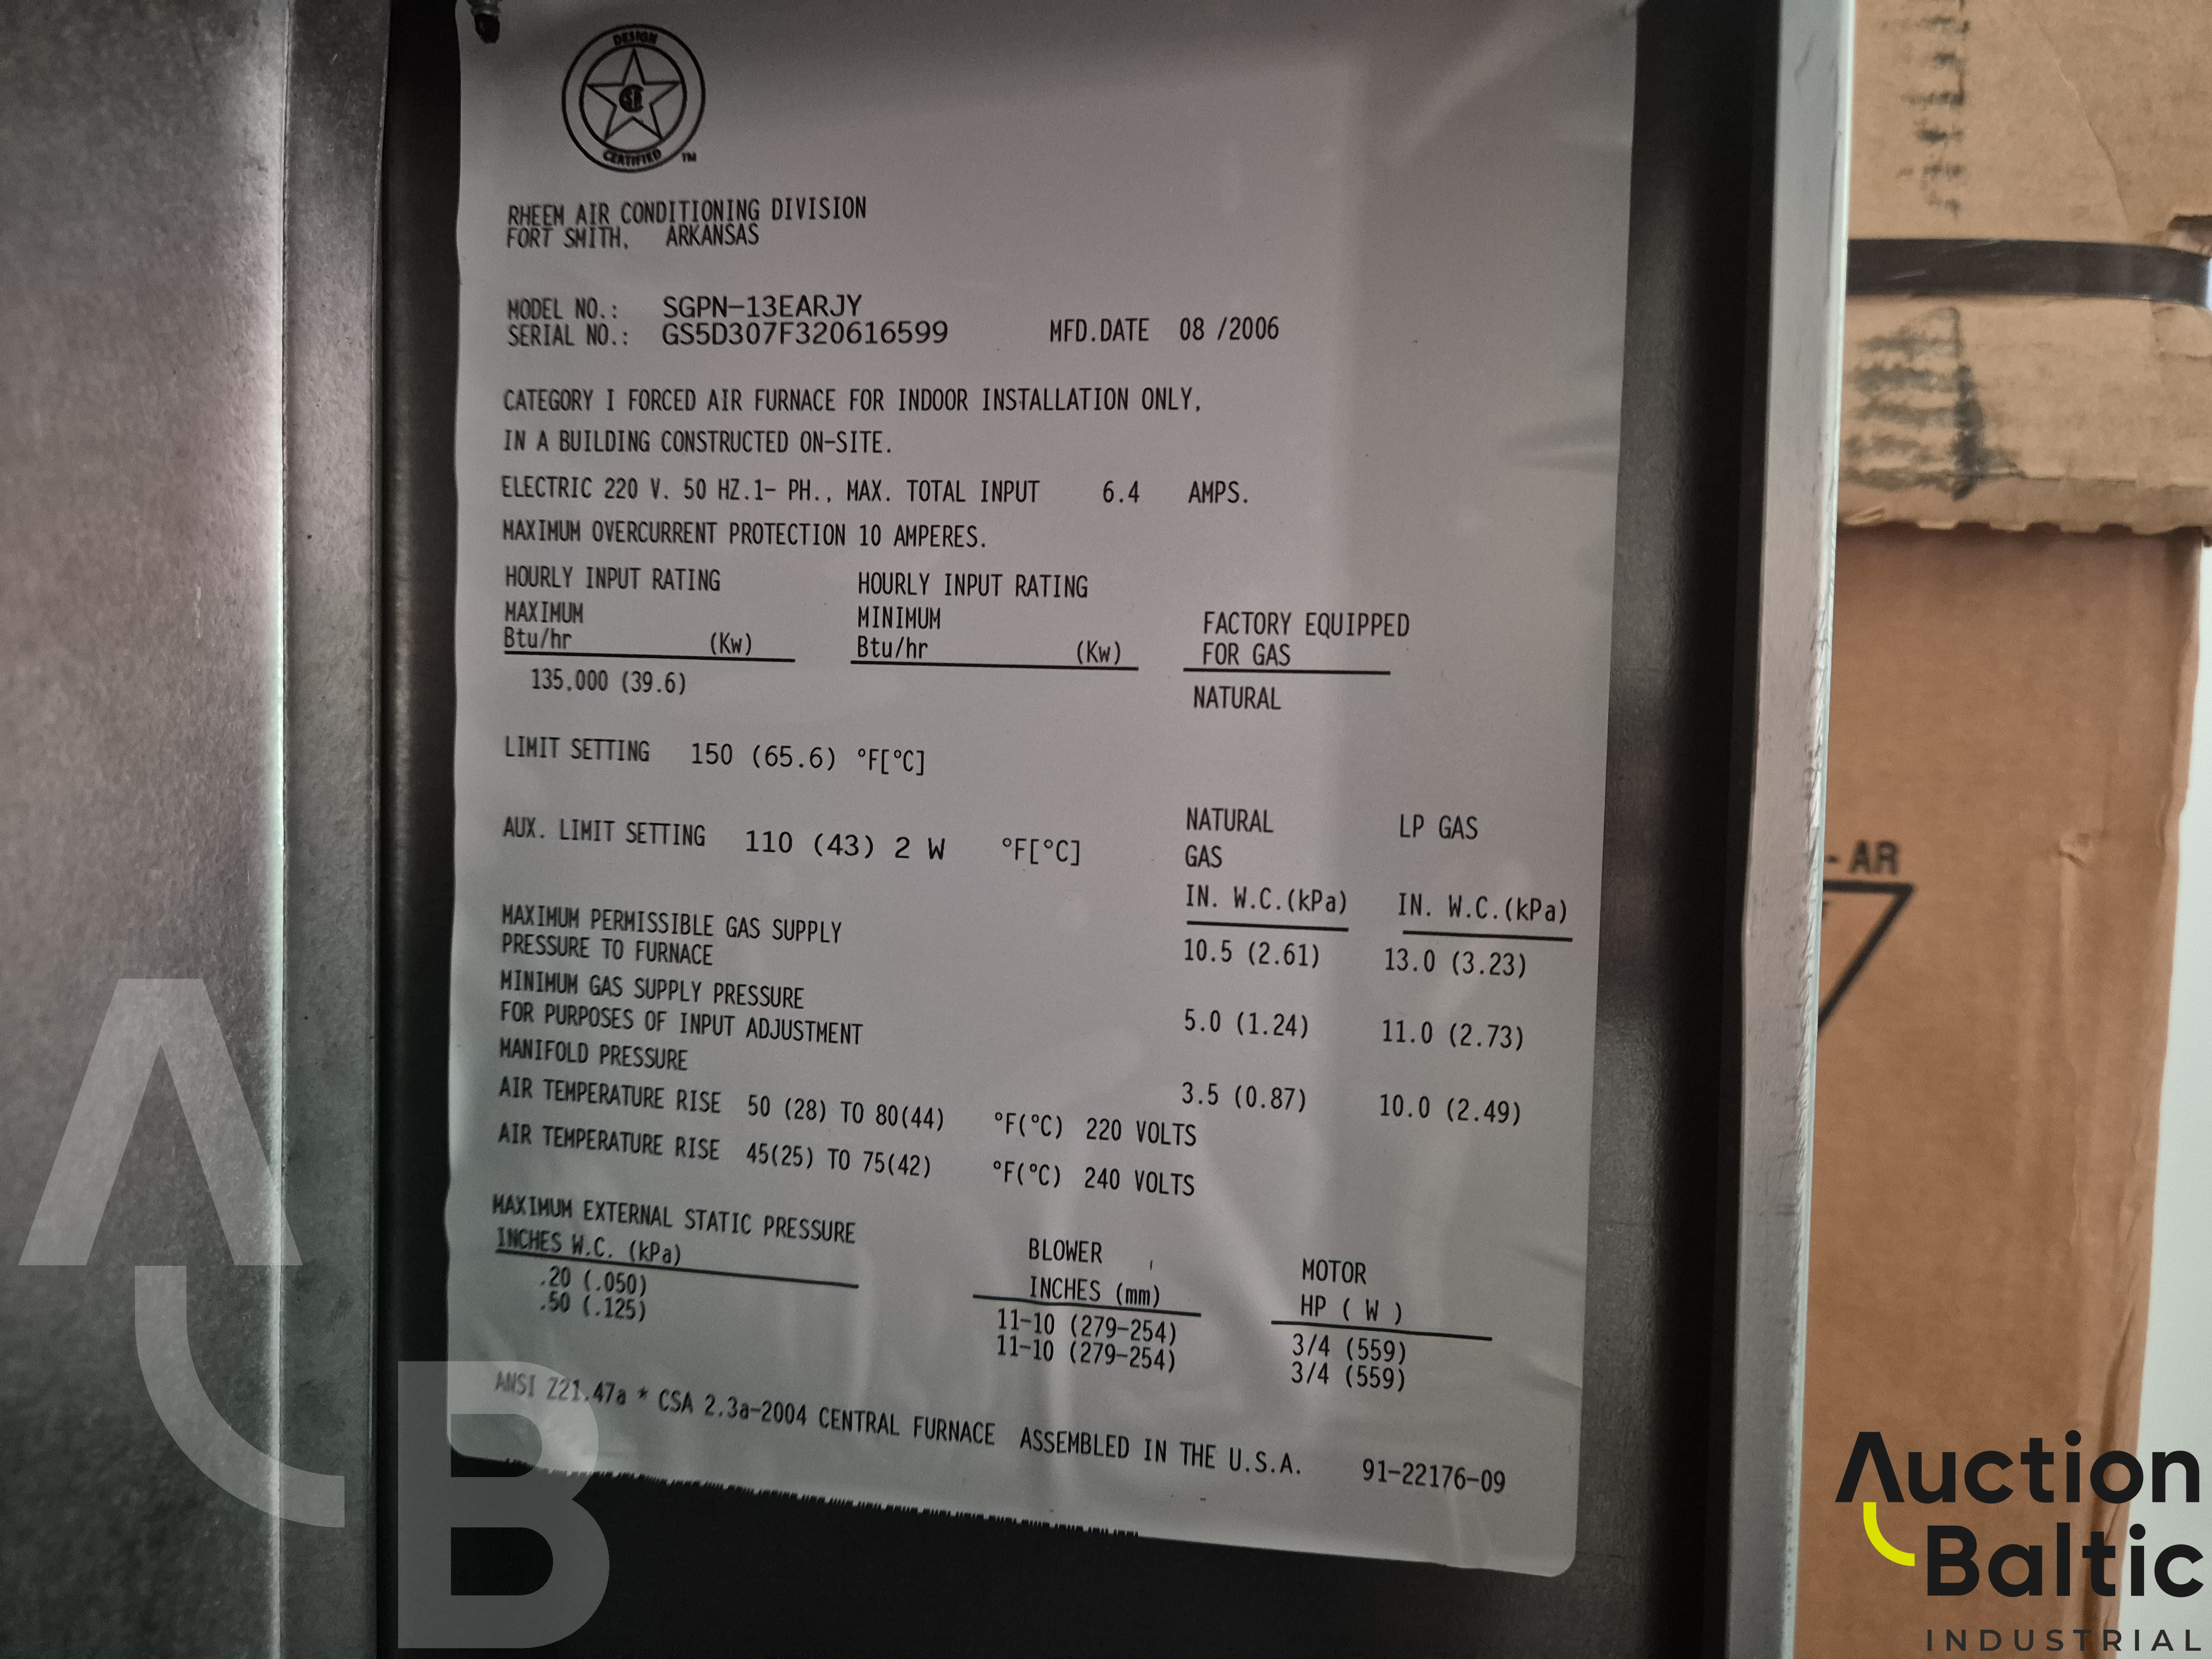 DESIGN
CERTIFIED ™
RHEEM AIR CONDITIONING DIVISION
FORT SMITH, ARKANSAS
MODEL NO.: SGPN-13EARJY
SERIAL NO.: GS5D307F320616599 MFD.DATE 08 /2006
CATEGORY I FORCED AIR FURNACE FOR INDOOR INSTALLATION ONLY,
IN A BUILDING CONSTRUCTED ON-SITE.
ELECTRIC 220 V. 50 HZ.1- PH., MAX. TOTAL INPUT 6.4 AMPS.
MAXIMUM OVERCURRENT PROTECTION 10 AMPERES.
HOURLY INPUT RATING
MAXIMUM
Btu/hr (Kw)
135,000 (39.6)
HOURLY INPUT RATING
MINIMUM
Btu/hr (Kw)
FACTORY EQUIPPED
FOR GAS
NATURAL
LIMIT SETTING 150 (65.6) °F[°C]
AUX. LIMIT SETTING 110 (43) 2 W °F[°C]
NATURAL
GAS
IN. W.C.(kPa)
LP GAS
IN. W.C.(kPa)
MAXIMUM PERMISSIBLE GAS SUPPLY
PRESSURE TO FURNACE 10.5 (2.61) 13.0 (3.23)
MINIMUM GAS SUPPLY PRESSURE
FOR PURPOSES OF INPUT ADJUSTMENT 5.0 (1.24) 11.0 (2.73)
MANIFOLD PRESSURE 3.5 (0.87) 10.0 (2.49)
AIR TEMPERATURE RISE 50 (28) TO 80(44) °F(°C) 220 VOLTS
AIR TEMPERATURE RISE 45(25) TO 75(42) °F(°C) 240 VOLTS
MAXIMUM EXTERNAL STATIC PRESSURE
INCHES W.C. (kPa)
.20 (.050)
.50 (.125)
BLOWER
INCHES (mm)
11-10 (279-254)
11-10 (279-254)
MOTOR
HP ( W )
3/4 (559)
3/4 (559)
ANSI Z21.47a * CSA 2.3a-2004 CENTRAL FURNACE ASSEMBLED IN THE U.S.A. 91-22176-09
- AR
AB
Auction
Baltic
INDUSTRIAL